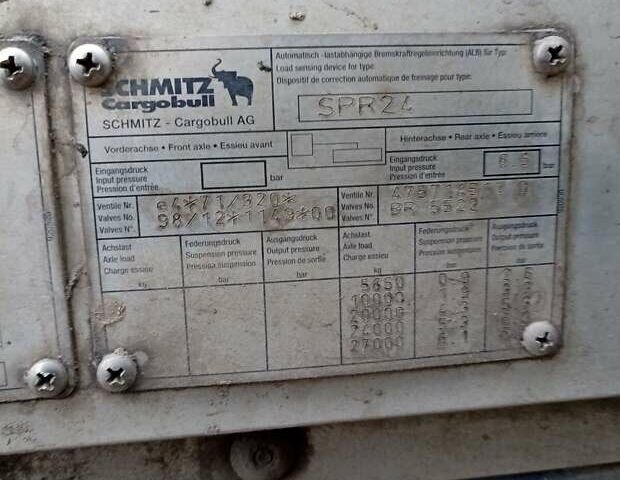 SCHMITZ
Cargobull
SCHMITZ - Cargobull AG
Automatisch - lastabhängige Bremskraftregeleinrichtung (ALB) für Typ:
Load sensing device for type:
Dispositif de correction automatique de freinage pour type:
SPR24
Vorderachse • Front axle • Essieu avant
Hinterachse • Rear axle • Essieu arriere
Eingangsdruck
Input pressure
Pression d'entrée
bar
Eingangsdruck
Input pressure
Pression d'entrée
6.5 bar
Ventile Nr.
Valves No.
Valves N°.
e4*71/320*
98/12*1149*00
Ventile Nr.
Valves No.
Valves N°.
BR 5522
Achslast
Axle load
Charge essieu
kg
Federungsdruck
Suspension pressure
Pression suspension
bar
Ausgangsdruck
Output pressure
Pression de sortie
bar
Achslast
Axle load
Charge essieu
kg
Federungsdruck
Suspension pressure
Pression suspension
bar
Ausgangsdruck
Output pressure
Pression de sortie
bar
10000
20000
24000
27000